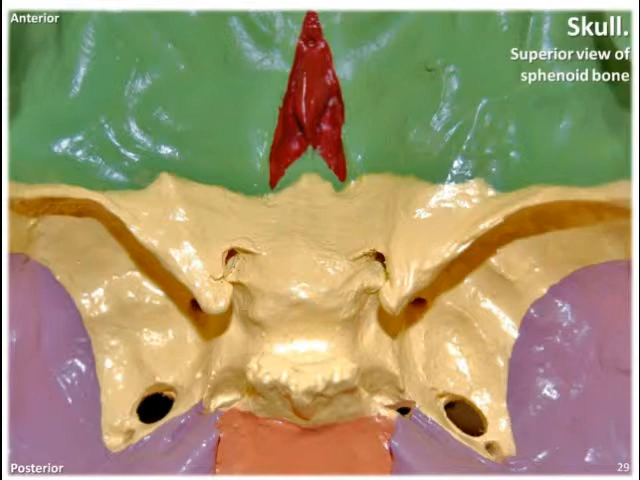 Anterior
Skull.
Superior view of
sphenoid bone
Posterior
29